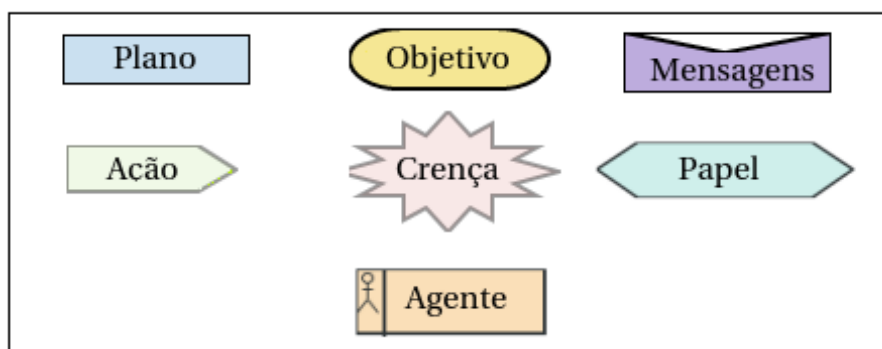 Plano
Objetivo
Mensagens
Ação
Crença
Papel
Agente